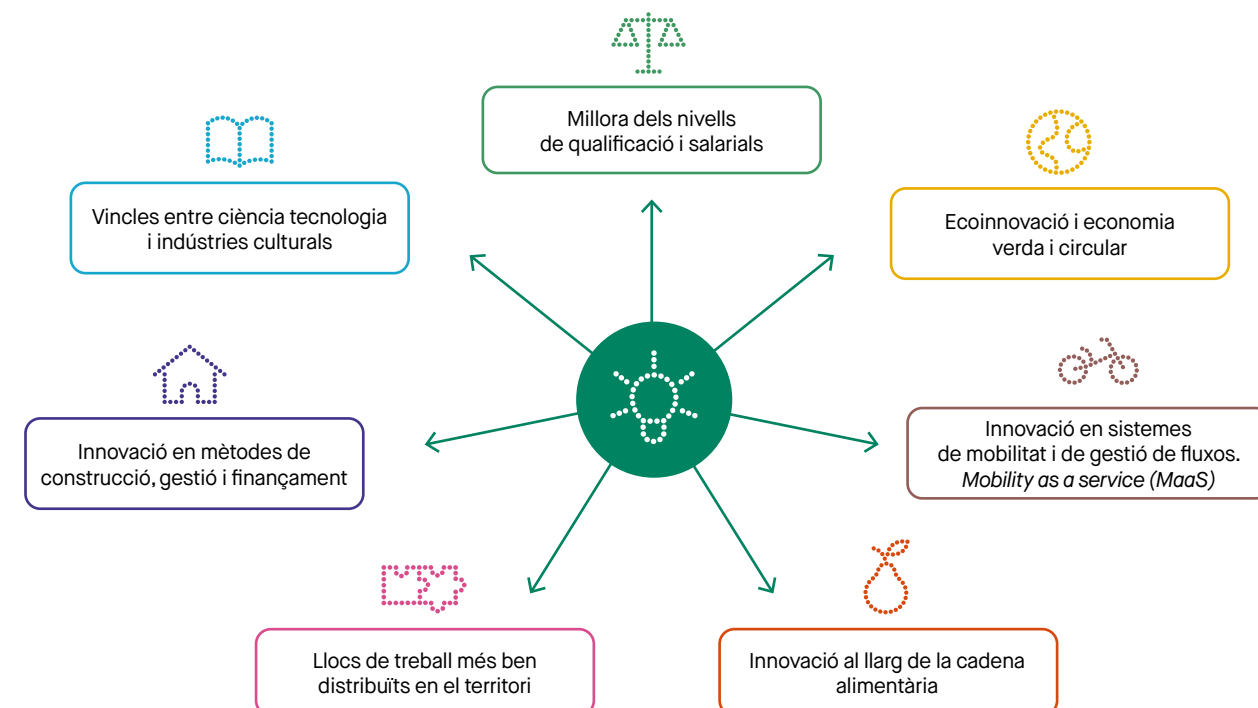 Millora dels nivells
de qualificació i salarials
Vincles entre ciència tecnologia
i indústries culturals
Ecoinnovació i economia
verda i circular
Innovació en mètodes de
construcció, gestió i finançament
Innovació en sistemes
de mobilitat i de gestió de fluxos.
Mobility as a service (MaaS)
Llocs de treball més ben
distribuïts en el territori
Innovació al llarg de la cadena
alimentària